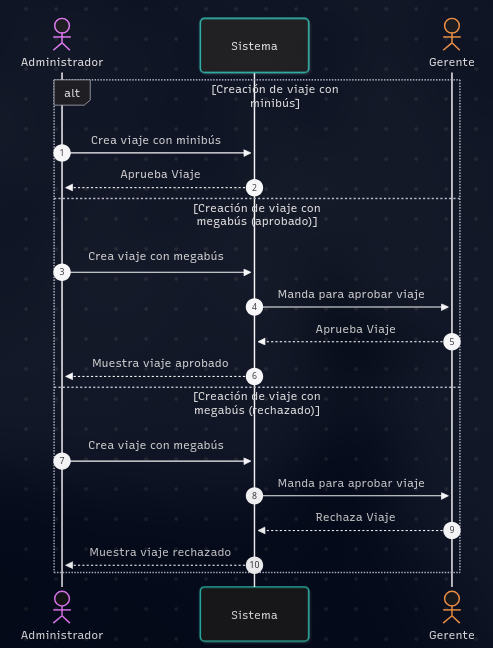 Administrador
Sistema
Gerente
alt
[Creación de viaje con
minibús]
Crea viaje con minibús
1
Aprueba Viaje
2
[Creación de viaje con
megabús (aprobado)]
Crea viaje con megabús
3
Manda para aprobar viaje
4
Aprueba Viaje
5
Muestra viaje aprobado
6
[Creación de viaje con
megabús (rechazado)]
Crea viaje con megabús
7
Manda para aprobar viaje
8
Rechaza Viaje
9
Muestra viaje rechazado
10
Administrador
Sistema
Gerente